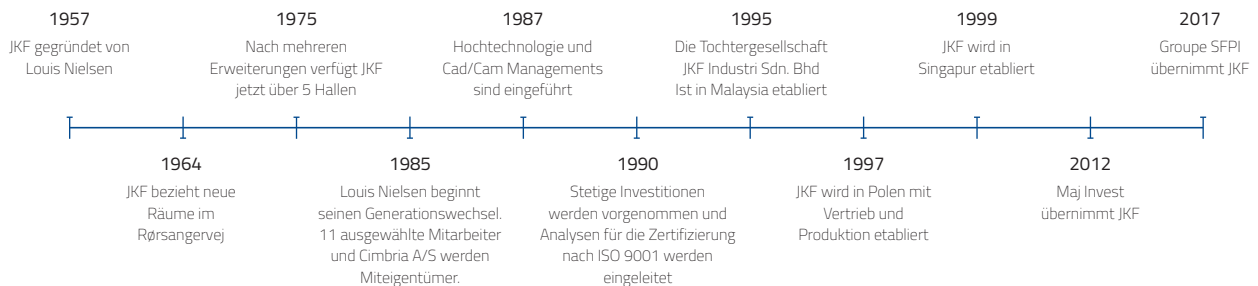 1957
JKF gegründet von
Louis Nielsen
1964
JKF bezieht neue
Räume im
Rørsangervej
1975
Nach mehreren
Erweiterungen verfügt JKF
jetzt über 5 Hallen
1985
Louis Nielsen beginnt
seinen Generationswechsel.
11 ausgewählte Mitarbeiter
und Cimbria A/S werden
Miteigentümer.
1987
Hochtechnologie und
Cad/Cam Managements
sind eingeführt
1990
Stetige Investitionen
werden vorgenommen und
Analysen für die Zertifizierung
nach ISO 9001 werden
eingeleitet
1995
Die Tochtergesellschaft
JKF Industri Sdn. Bhd
Ist in Malaysia etabliert
1997
JKF wird in Polen mit
Vertrieb und
Produktion etabliert
1999
JKF wird in
Singapur etabliert
2012
Maj Invest
übernimmt JKF
2017
Groupe SFPI
übernimmt JKF